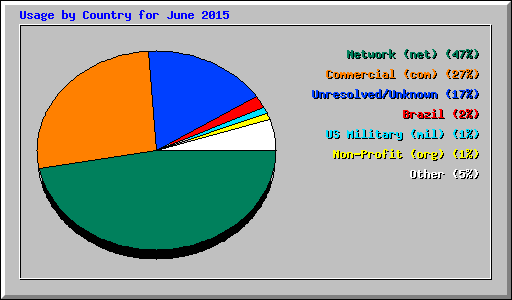 Usage by Country for June 2015
Network (net) (47%)
Commercial (com) (27%)
Unresolved/Unknown (17%)
Brazil (2%)
US Military (mil) (1%)
Non-Profit (org) (1%)
Other (5%)